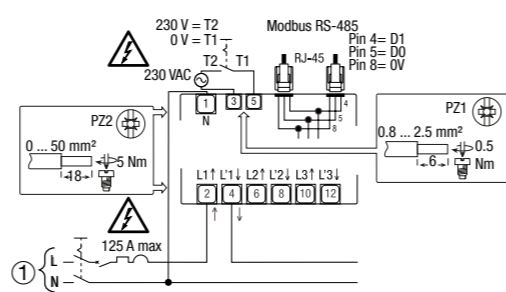 230 V = T2
0 V = T1
Modbus RS-485
Pin 4= D1
Pin 5= D0
Pin 8= 0V
T2 T1
RJ-45
230 VAC
1 3 5
N
4
5
8
PZ2
0 ... 50 mm²
18
5 Nm
PZ1
0.8 ... 2.5 mm²
6
0.5
Nm
L1↑ L'1↓ L2↑ L'2↓ L3↑ L'3↓
2 4 6 8 10 12
125 A max
1
L
N